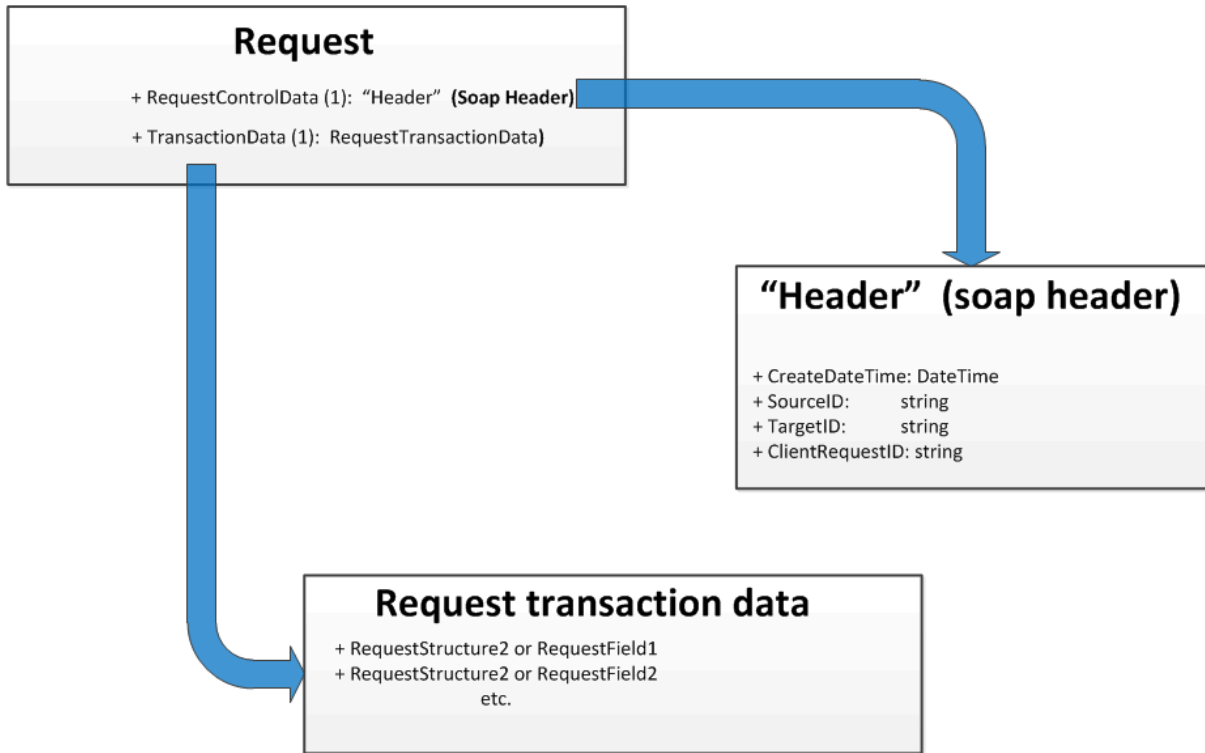 Request
+ RequestControlData (1): “Header” (Soap Header)
+ TransactionData (1): RequestTransactionData)
“Header” (soap header)
+ CreateDateTime: DateTime
+ SourceID: string
+ TargetID: string
+ ClientRequestID: string
Request transaction data
+ RequestStructure2 or RequestField1
+ RequestStructure2 or RequestField2
etc.